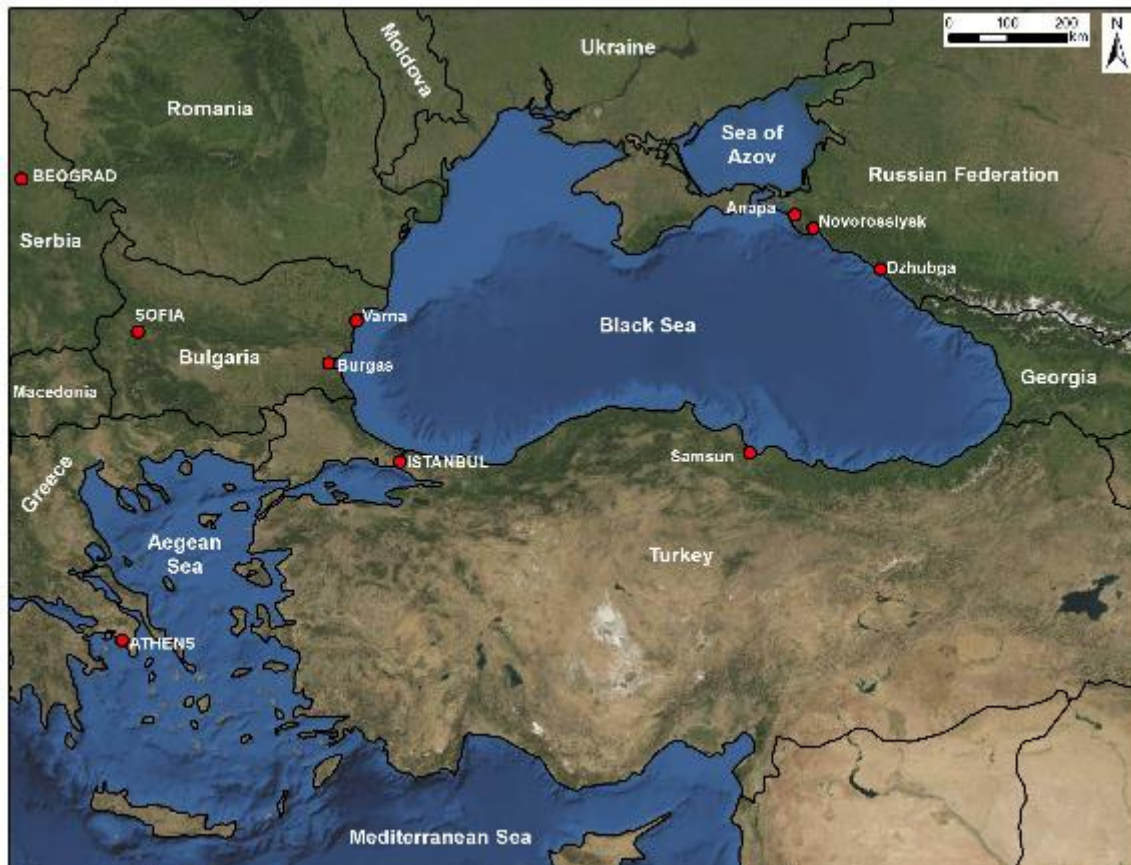 0 100 200
km
N
Ukraine
Moldova
Romania
Sea of
Azov
BEOGRAD
Russian Federation
Anapa
Novorossiysk
Serbia
Dzhubga
SOFIA
Varna
Black Sea
Bulgaria
Burgas
Georgia
Macedonia
ISTANBUL
Samsun
Greece
Aegean
Sea
Turkey
ATHENS
Mediterranean Sea